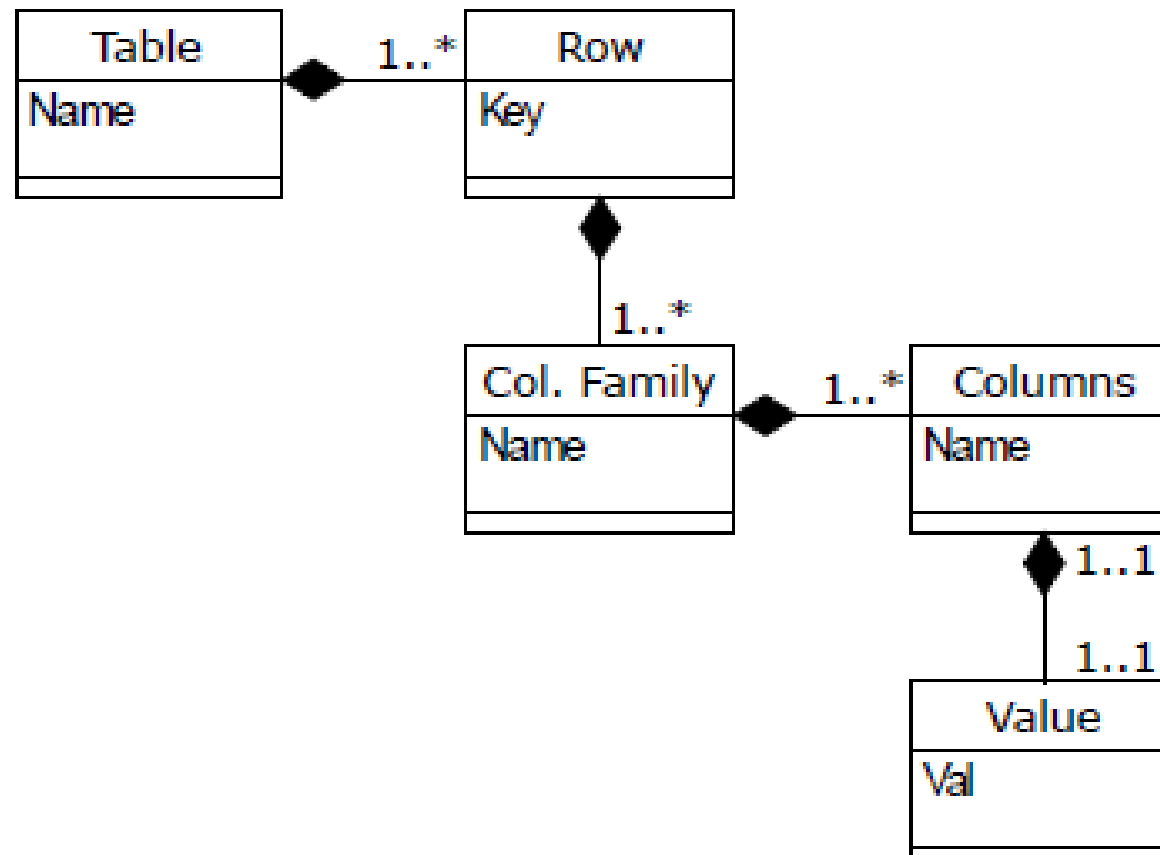 Table
Name
1..*
Row
Key
1..*
Col. Family
Name
1..*
Columns
Name
1..1
1..1
Value
Val